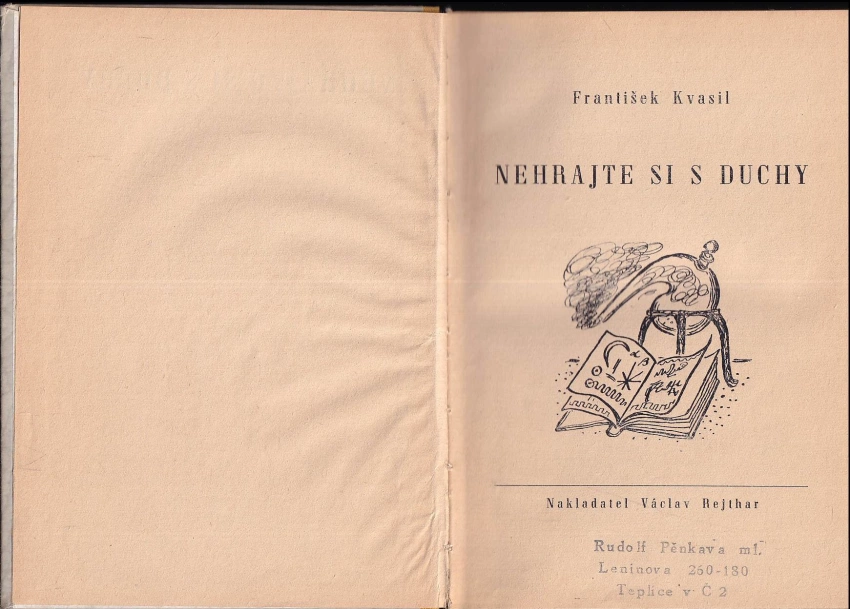 František Kvasil
NEHRAJTE SI S DUCHY
Nakladatel Václav Rejthar
Rudolf Pěnkava ml.
Leninova 260-180
Teplice v Č 2